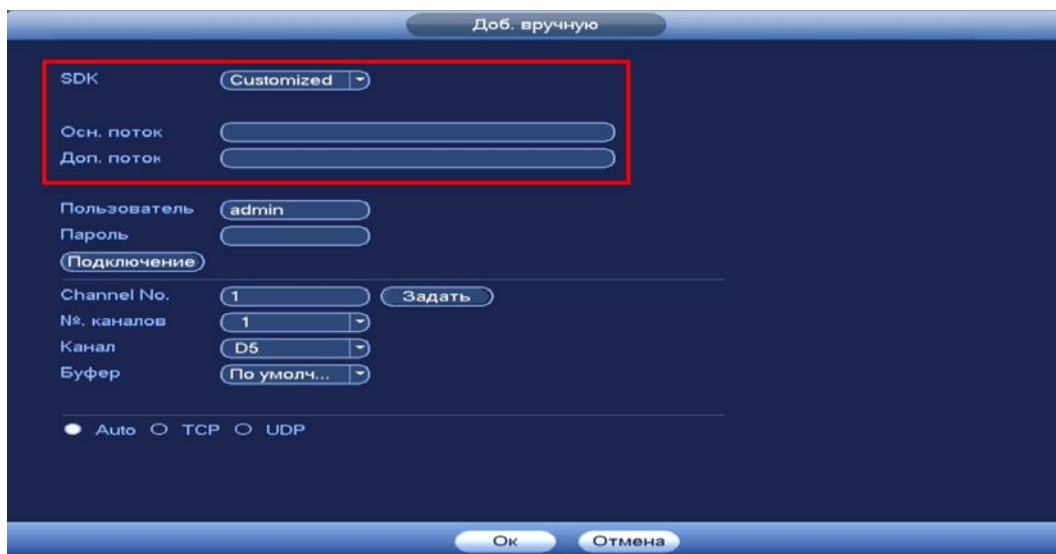 Доб. вручную
SDK Customized
Осн. поток
Доп. поток
Пользователь admin
Пароль
Подключение
Channel No. 1 Задать
№. каналов 1
Канал D5
Буфер По умолч...
Auto TCP UDP
Ок Отмена